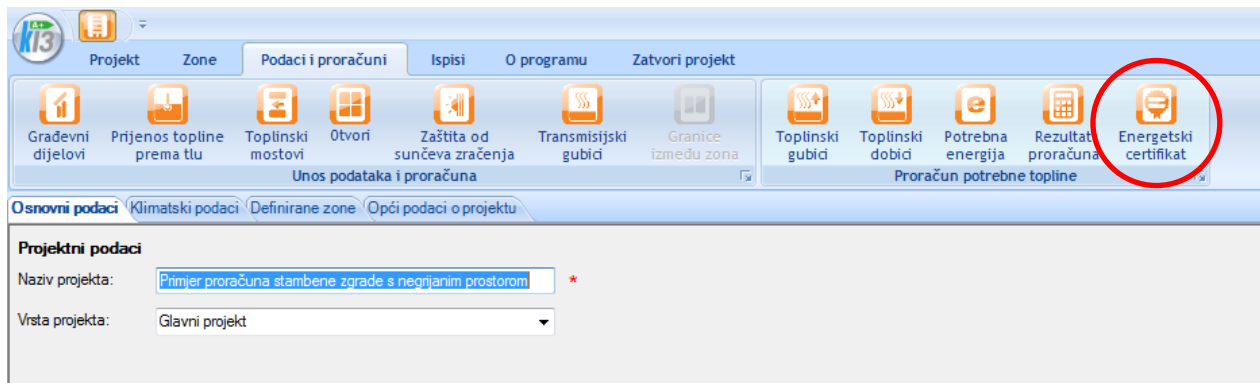 A+
KI3
Projekt Zone Podaci i proračuni Ispisi O programu Zatvori projekt
Građevni dijelovi
Prijenos topline prema tlu
Toplinski mostovi
Otvori
Zaštita od sunčeva zračenja
Transmisijski gubici
Granice između zona
Unos podataka i proračuna
Toplinski gubici
Toplinski dobici
Potrebna energija
Rezultati proračuna
Energetski certifikat
Proračun potrebne topline
Osnovni podaci Klimatski podaci Definirane zone Opći podaci o projektu
Projektni podaci
Naziv projekta: Primjer proračuna stambene zgrade s negrijanim prostorom *
Vrsta projekta: Glavni projekt